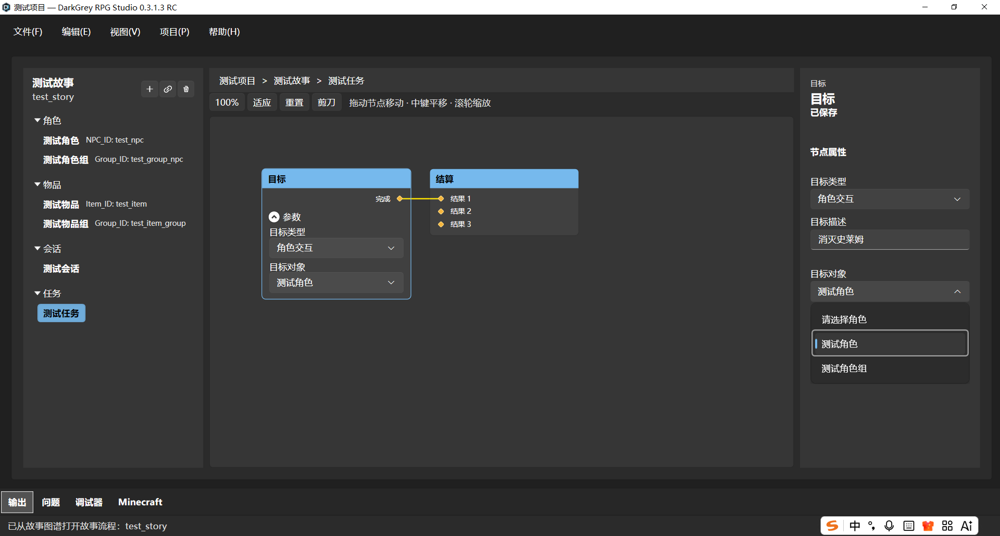 测试项目 — DarkGrey RPG Studio 0.3.1.3 RC
文件(F) 编辑(E) 视图(V) 项目(P) 帮助(H)
测试故事
test_story
角色
测试角色 NPC_ID: test_npc
测试角色组 Group_ID: test_group_npc
物品
测试物品 Item_ID: test_item
测试物品组 Group_ID: test_item_group
会话
测试会话
任务
测试任务
测试项目 > 测试故事 > 测试任务
100% 适应 重置 剪刀 拖动节点移动 · 中键平移 · 滚轮缩放
目标
完成
参数
目标类型
角色交互
目标对象
测试角色
结算
结果 1
结果 2
结果 3
目标
目标
已保存
节点属性
目标类型
角色交互
目标描述
消灭史莱姆
目标对象
测试角色
请选择角色
测试角色
测试角色组
输出 问题 调试器 Minecraft
已从故事图谱打开故事流程：test_story
中 Ai